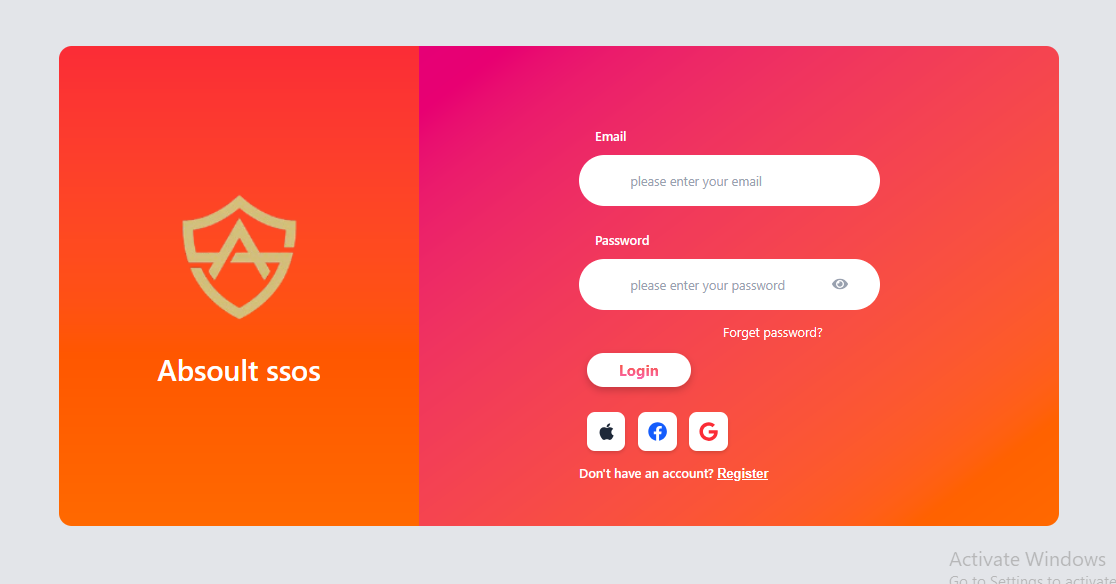 Email
please enter your email
Password
please enter your password
Forget password?
Login
Absoult ssos
Don't have an account? Register
Activate Windows
Go to Settings to activate